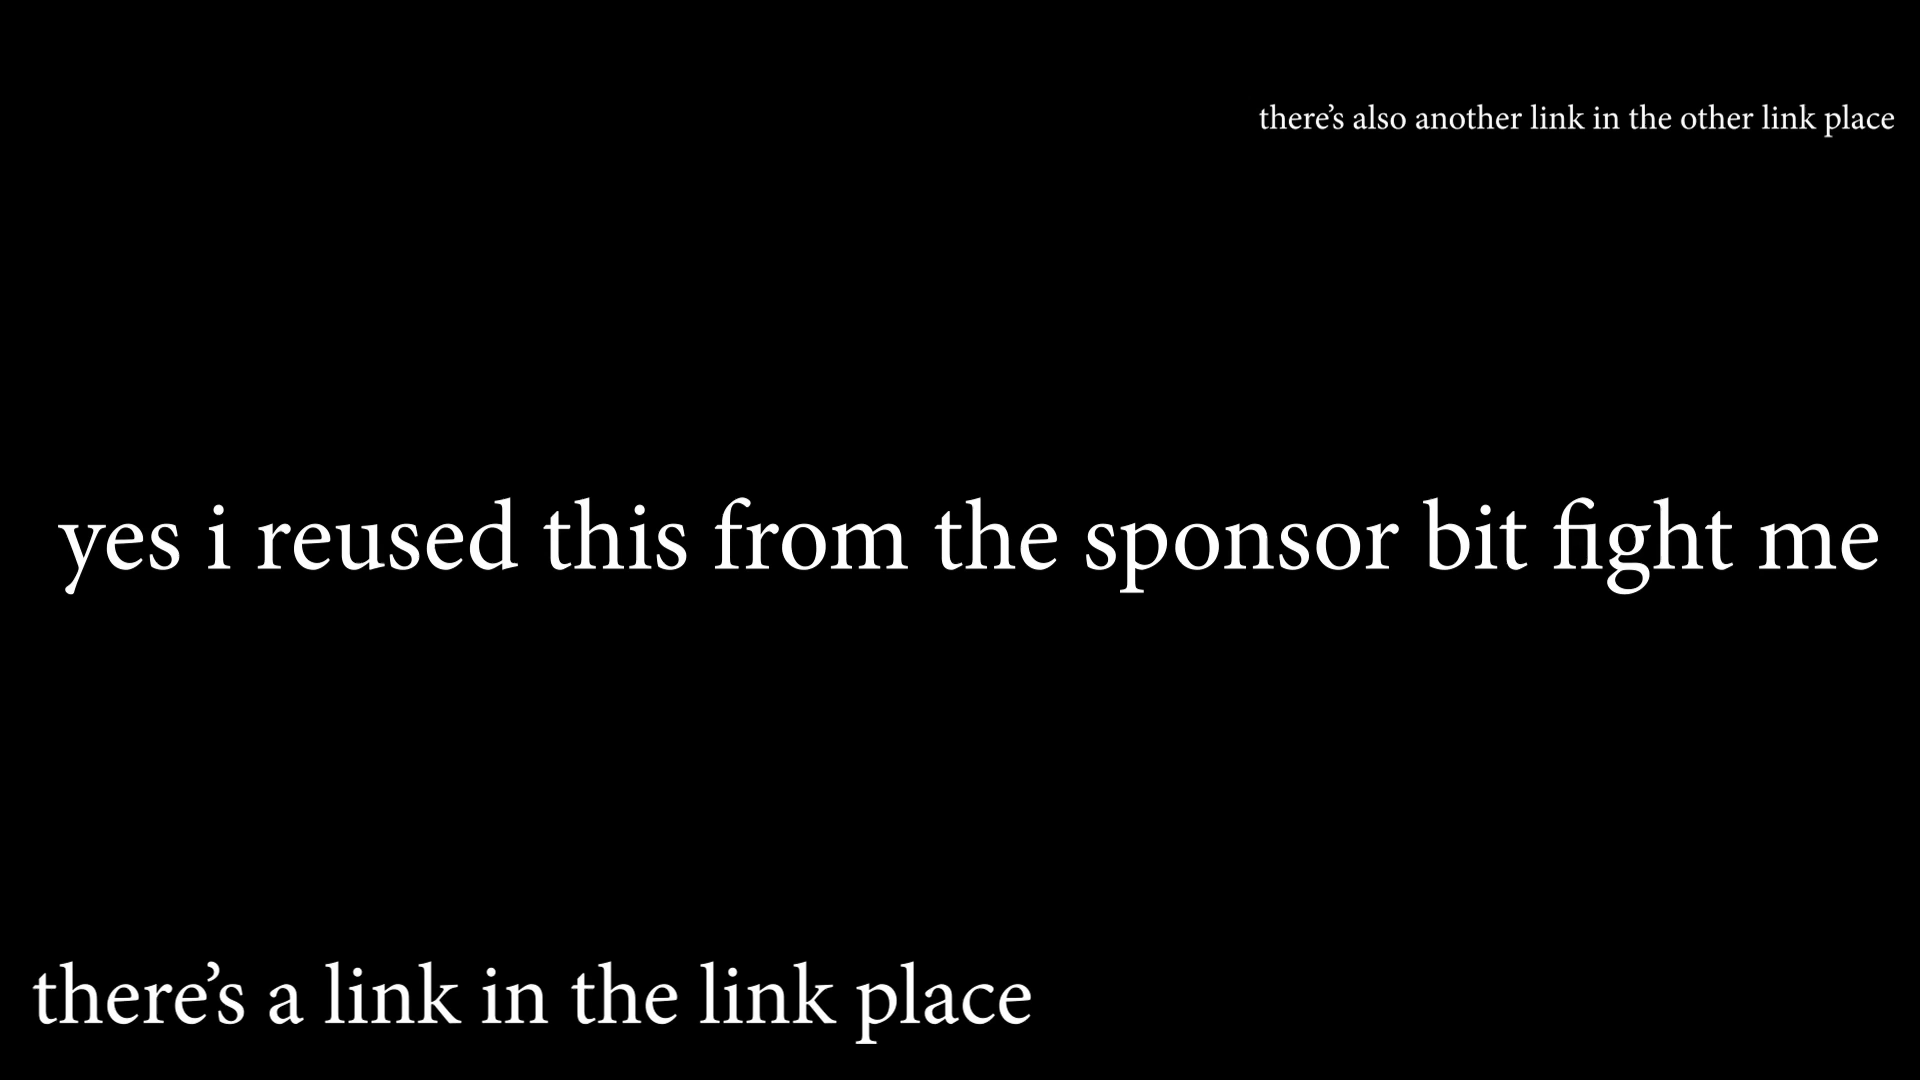 there’s also another link in the other link place
yes i reused this from the sponsor bit fight me
there’s a link in the link place